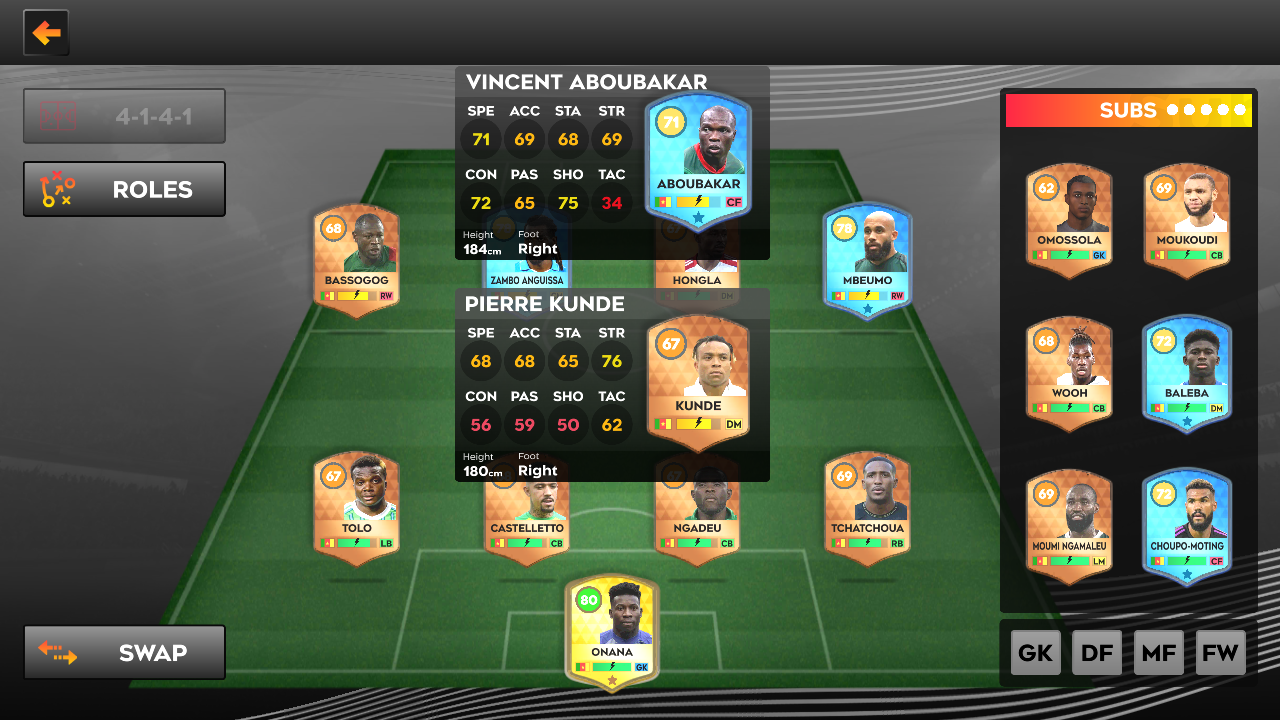 4-1-4-1
ROLES
SWAP
VINCENT ABOUBAKAR
SPE ACC STA STR
71 69 68 69
CON PAS SHO TAC
72 65 75 34
Height Foot
184cm Right
71
ABOUBAKAR
CF
68
BASSOGOG
RW
ZAMBO ANGUISSA
HONGLA
DM
78
MBEUMO
RW
PIERRE KUNDE
SPE ACC STA STR
68 68 65 76
CON PAS SHO TAC
56 59 50 62
Height Foot
180cm Right
67
KUNDE
DM
67
TOLO
LB
CASTELLETTO
CB
NGADEU
CB
69
TCHATCHOUA
RB
80
ONANA
GK
SUBS
62
OMOSSOLA
GK
69
MOUKOUDI
CB
68
WOOH
CB
72
BALEBA
DM
69
MOUMI NGAMALEU
LM
72
CHOUPO-MOTING
CF
GK DF MF FW